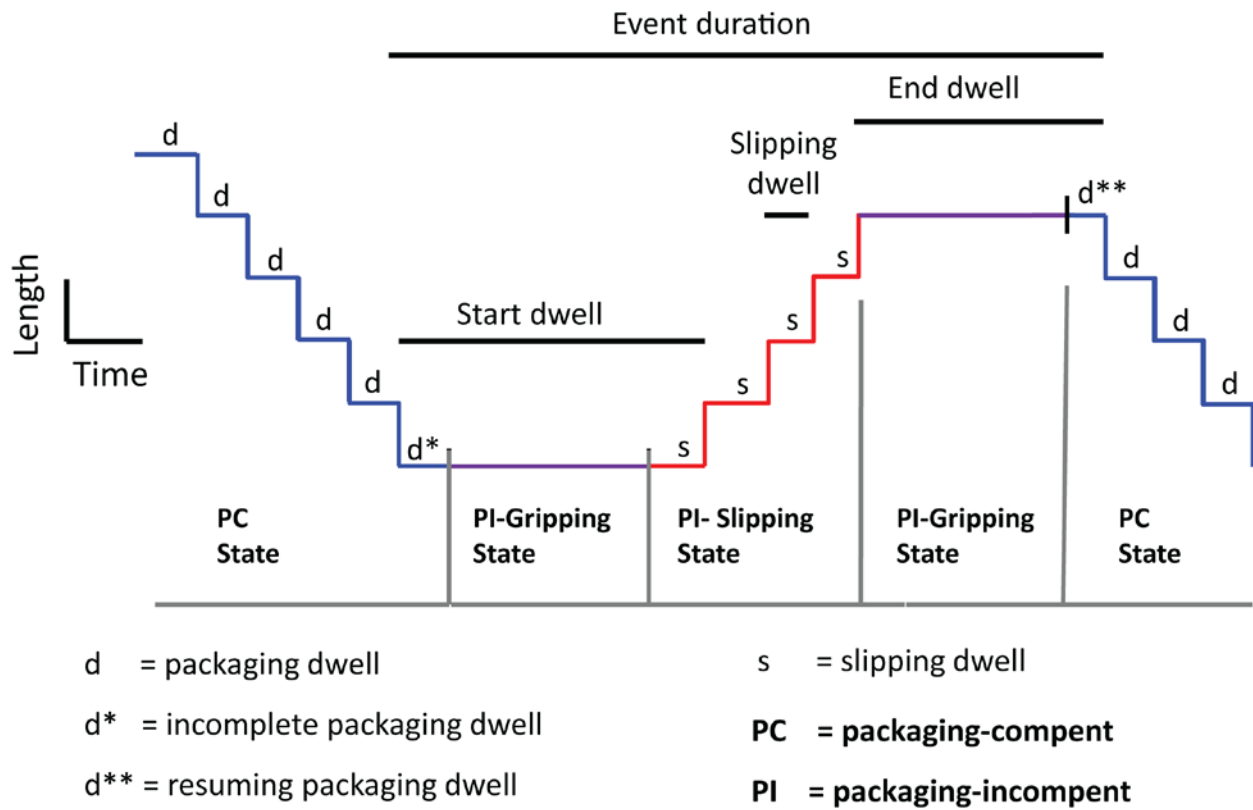 Event duration
End dwell
Slipping
dwell
d
d
d
d
d
d*
Start dwell
s
s
s
s
d**
d
d
d
Length
Time
PC
State
PI-Gripping
State
PI- Slipping
State
PI-Gripping
State
PC
State
d = packaging dwell
d* = incomplete packaging dwell
d** = resuming packaging dwell
s = slipping dwell
PC = packaging-compent
PI = packaging-incompent